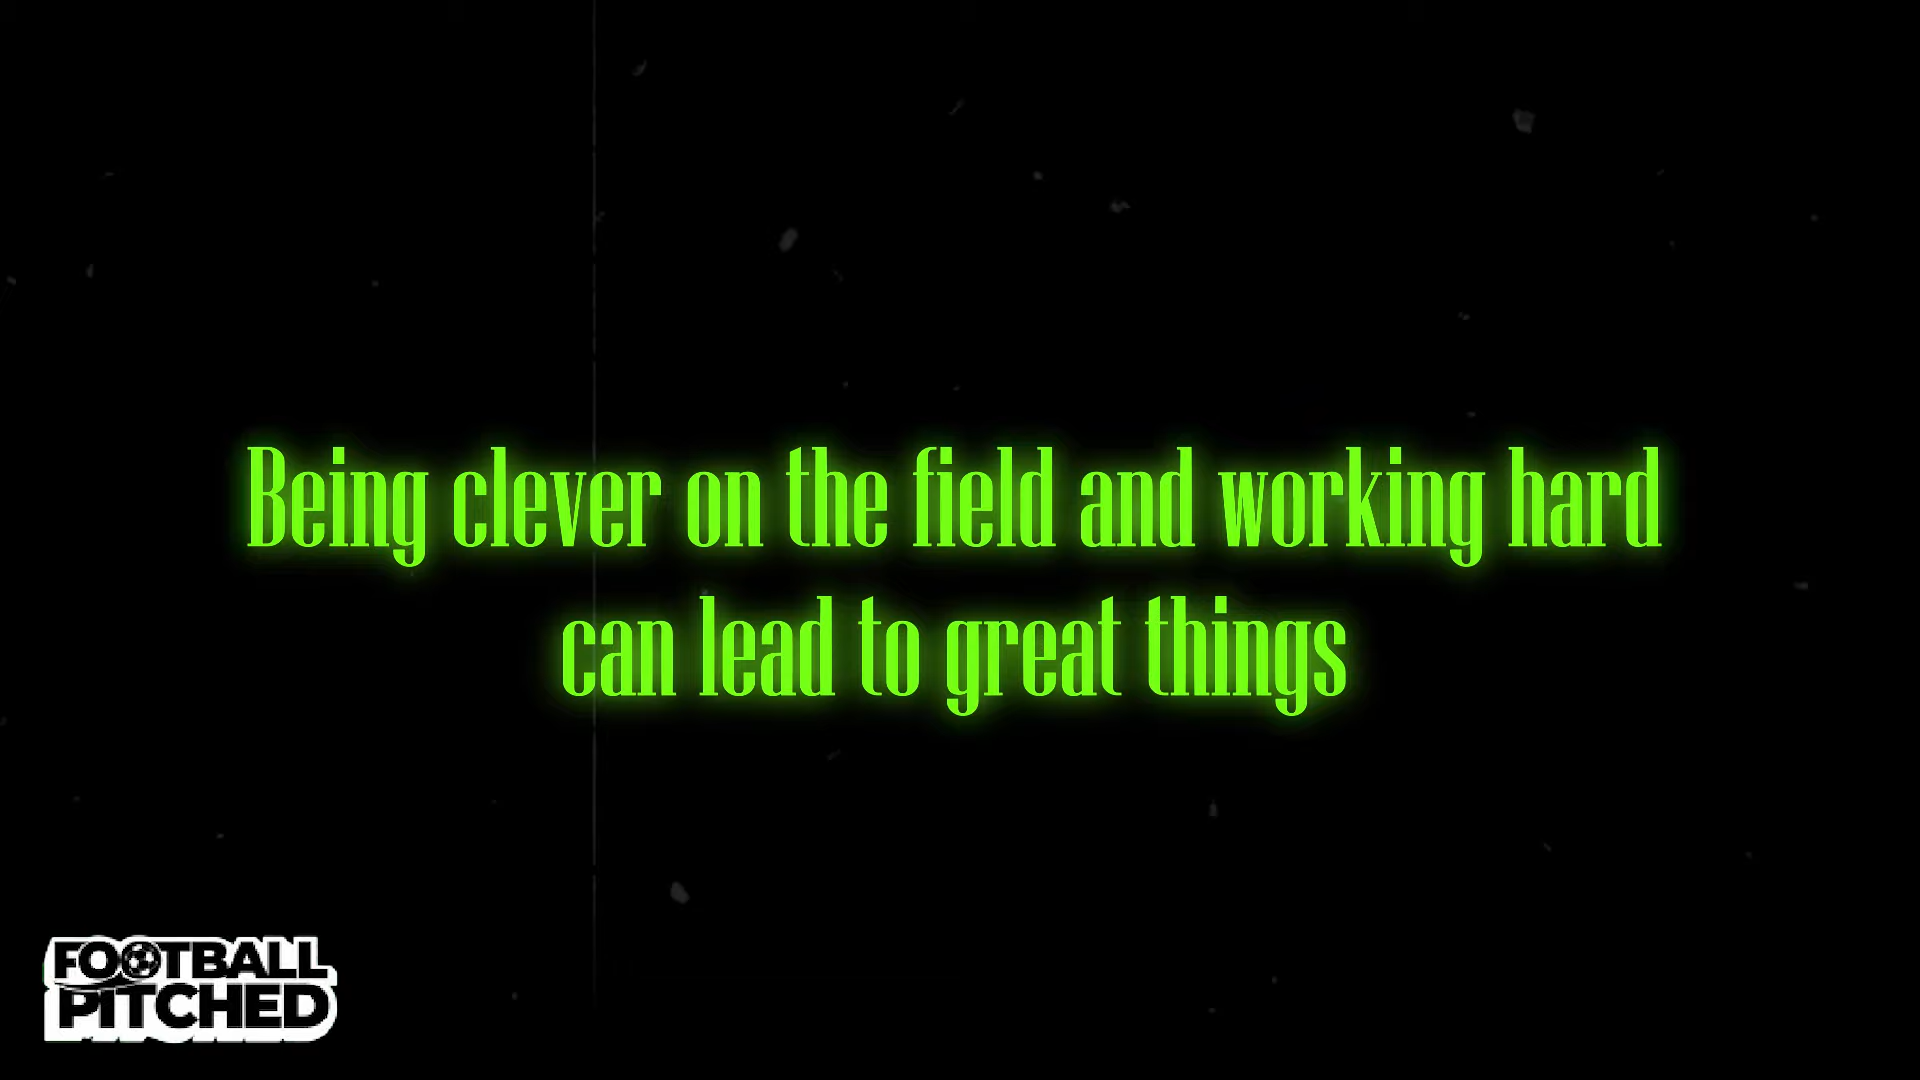 Being clever on the field and working hard
can lead to great things
FOOTBALL
PITCHED